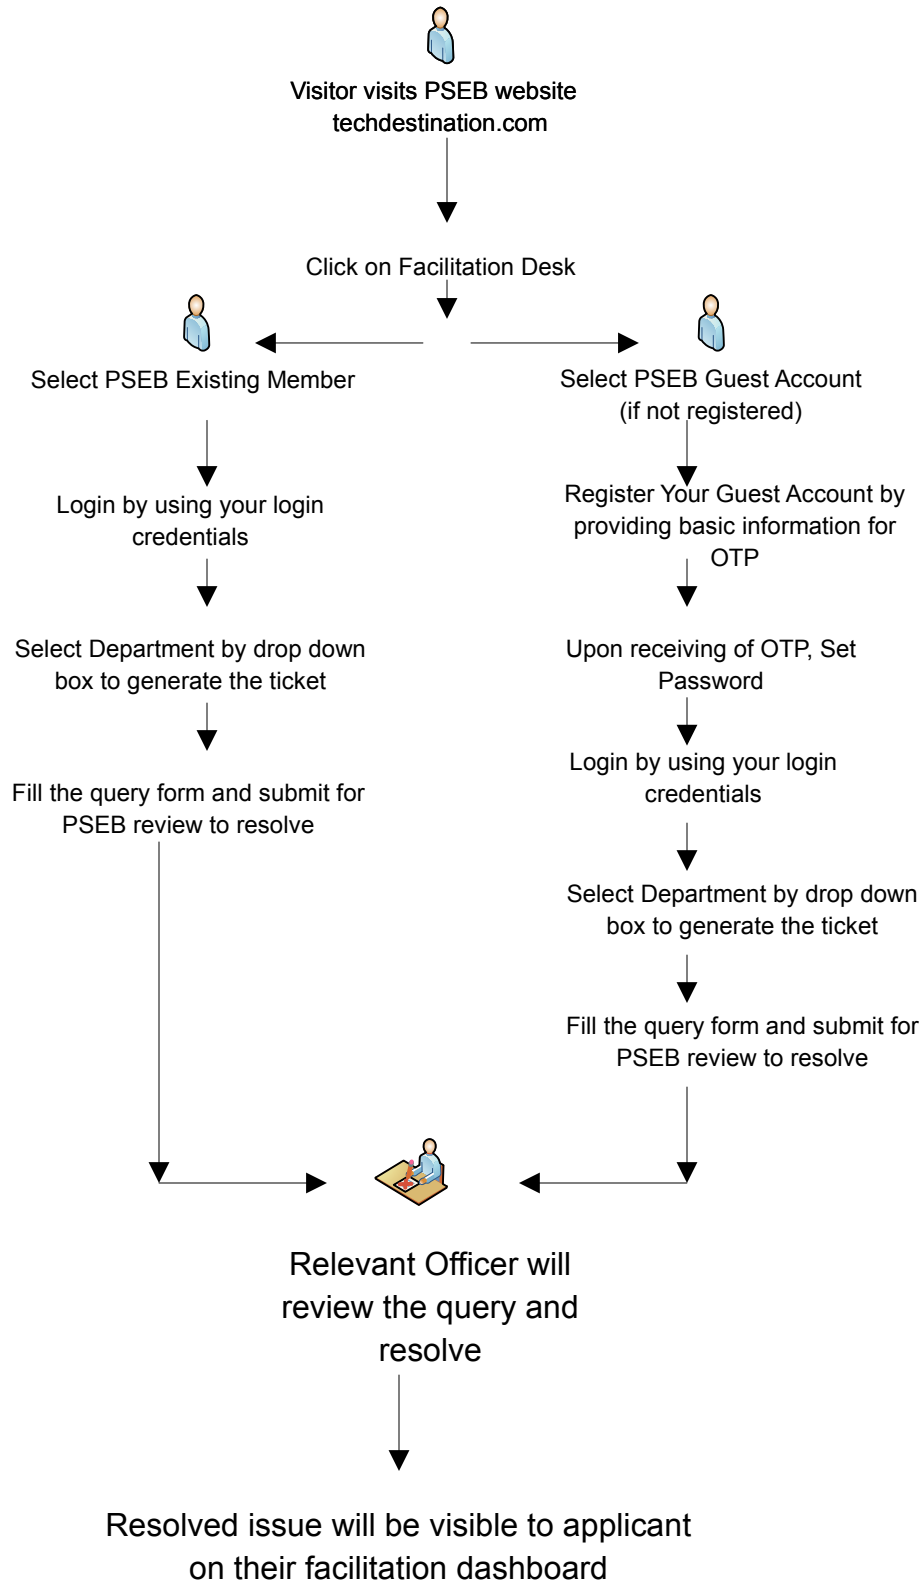 Visitor visits PSEB website
techdestination.com
Click on Facilitation Desk
Select PSEB Existing Member
Login by using your login
credentials
Select Department by drop down
box to generate the ticket
Fill the query form and submit for
PSEB review to resolve
Select PSEB Guest Account
(if not registered)
Register Your Guest Account by
providing basic information for
OTP
Upon receiving of OTP, Set
Password
Login by using your login
credentials
Select Department by drop down
box to generate the ticket
Fill the query form and submit for
PSEB review to resolve
Relevant Officer will
review the query and
resolve
Resolved issue will be visible to applicant
on their facilitation dashboard